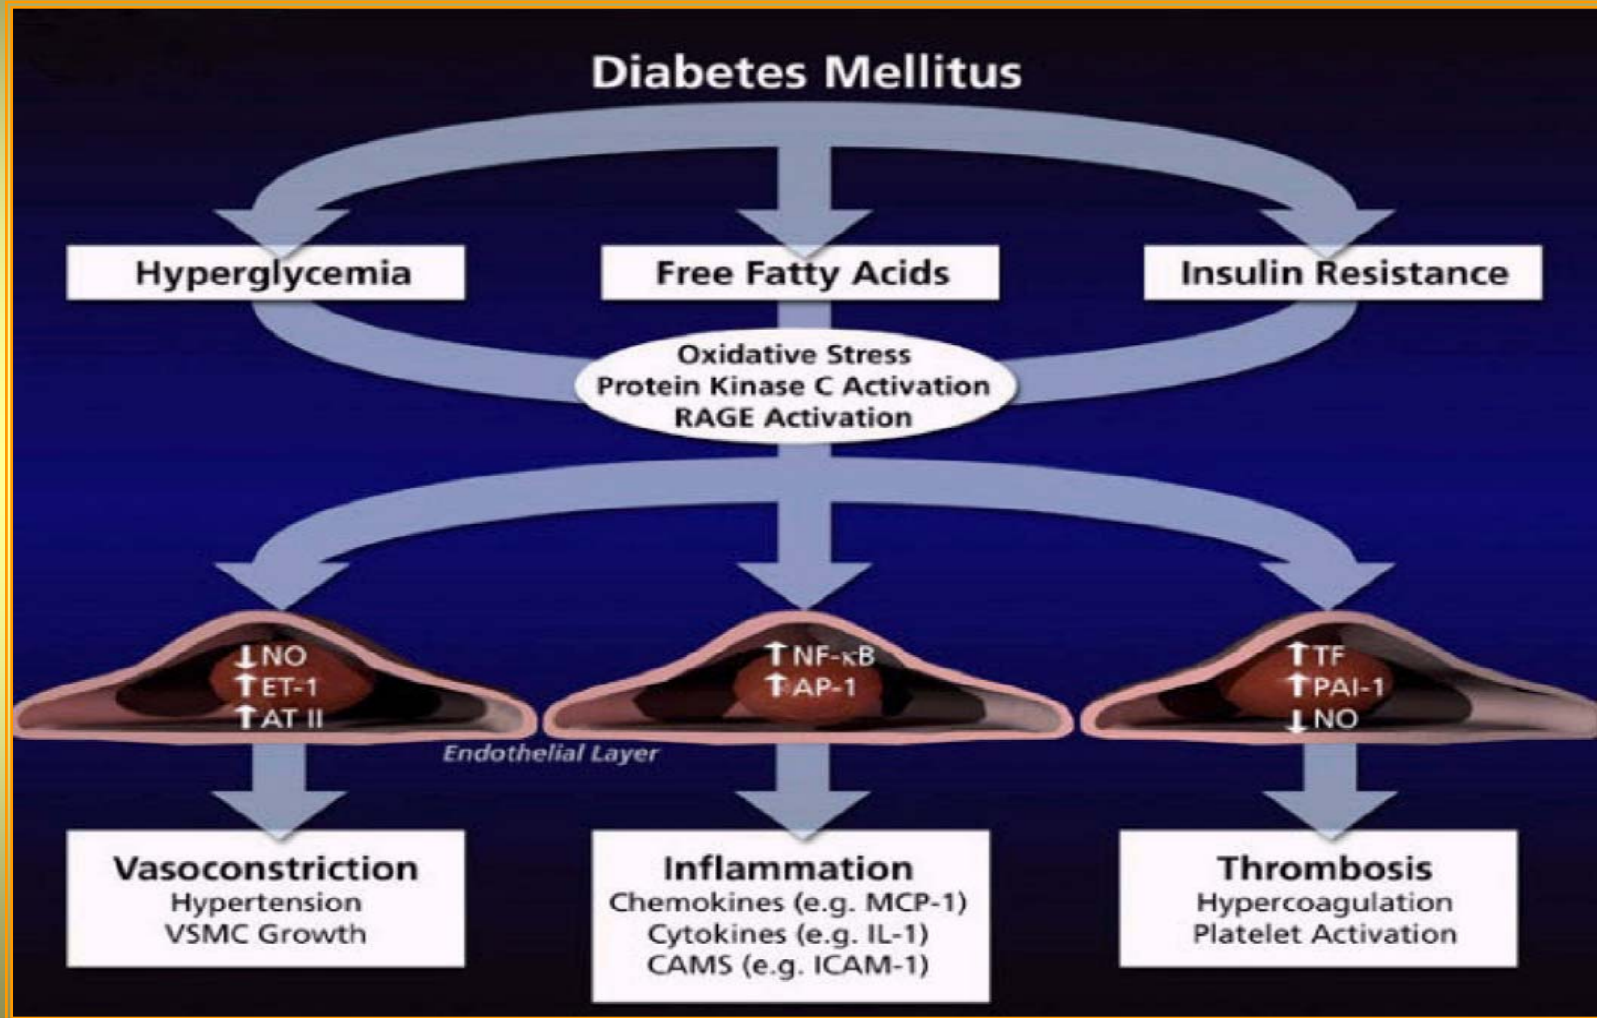 Diabetes Mellitus
Hyperglycemia
Free Fatty Acids
Insulin Resistance
Oxidative Stress
Protein Kinase C Activation
RAGE Activation
↓NO
↑ET-1
↑AT II
↑NF-κB
↑AP-1
↑TF
↑PAI-1
↓NO
Endothelial Layer
Vasoconstriction
Hypertension
VSMC Growth
Inflammation
Chemokines (e.g. MCP-1)
Cytokines (e.g. IL-1)
CAMS (e.g. ICAM-1)
Thrombosis
Hypercoagulation
Platelet Activation